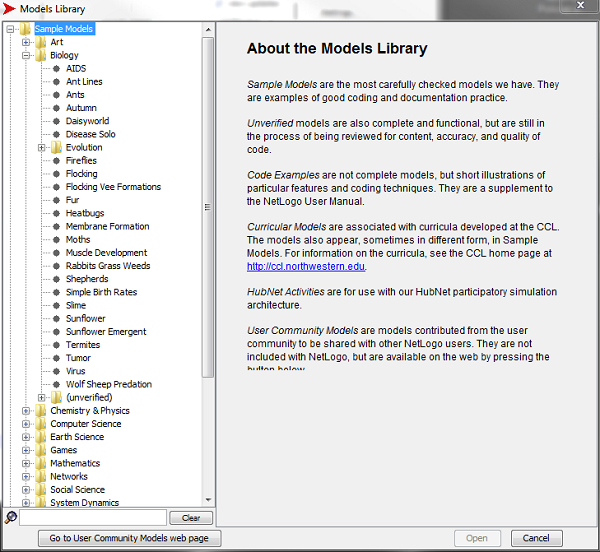 Models Library
Sample Models
Art
Biology
AIDS
Ant Lines
Ants
Autumn
Daisyworld
Disease Solo
Evolution
Fireflies
Flocking
Flocking Vee Formations
Fur
Heatbugs
Membrane Formation
Moths
Muscle Development
Rabbits Grass Weeds
Shepherds
Simple Birth Rates
Slime
Sunflower
Sunflower Emergent
Termites
Tumor
Virus
Wolf Sheep Predation
(unverified)
Chemistry & Physics
Computer Science
Earth Science
Games
Mathematics
Networks
Social Science
System Dynamics
Clear
Go to User Community Models web page
About the Models Library
Sample Models are the most carefully checked models we have. They
are examples of good coding and documentation practice.
Unverified models are also complete and functional, but are still in
the process of being reviewed for content, accuracy, and quality of
code.
Code Examples are not complete models, but short illustrations of
particular features and coding techniques. They are a supplement to
the NetLogo User Manual.
Curricular Models are associated with curricula developed at the CCL.
The models also appear, sometimes in different form, in Sample
Models. For information on the curricula, see the CCL home page at
http://ccl.northwestern.edu.
HubNet Activities are for use with our HubNet participatory simulation
architecture.
User Community Models are models contributed from the user
community to be shared with other NetLogo users. They are not
included with NetLogo, but are available on the web by pressing the
button below
Open
Cancel